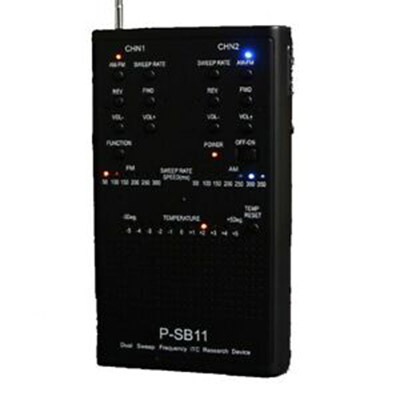 CHN1 CHN2
AM-FM SWEEP RATE SWEEP RATE AM-FM
REV FWD REV FWD
VOL- VOL+ VOL- VOL+
FUNCTION POWER OFF-ON
FM SWEEP RATE AM
SPEED(ms)
50 100 150 200 250 300 50 100 150 200 250 300 350
-50deg. TEMPERATURE +50deg. TEMP
RESET
-5 -4 -3 -2 -1 0 +1 +2 +3 +4 +5
P-SB11
Dual Sweep Frequency ITC Research Device